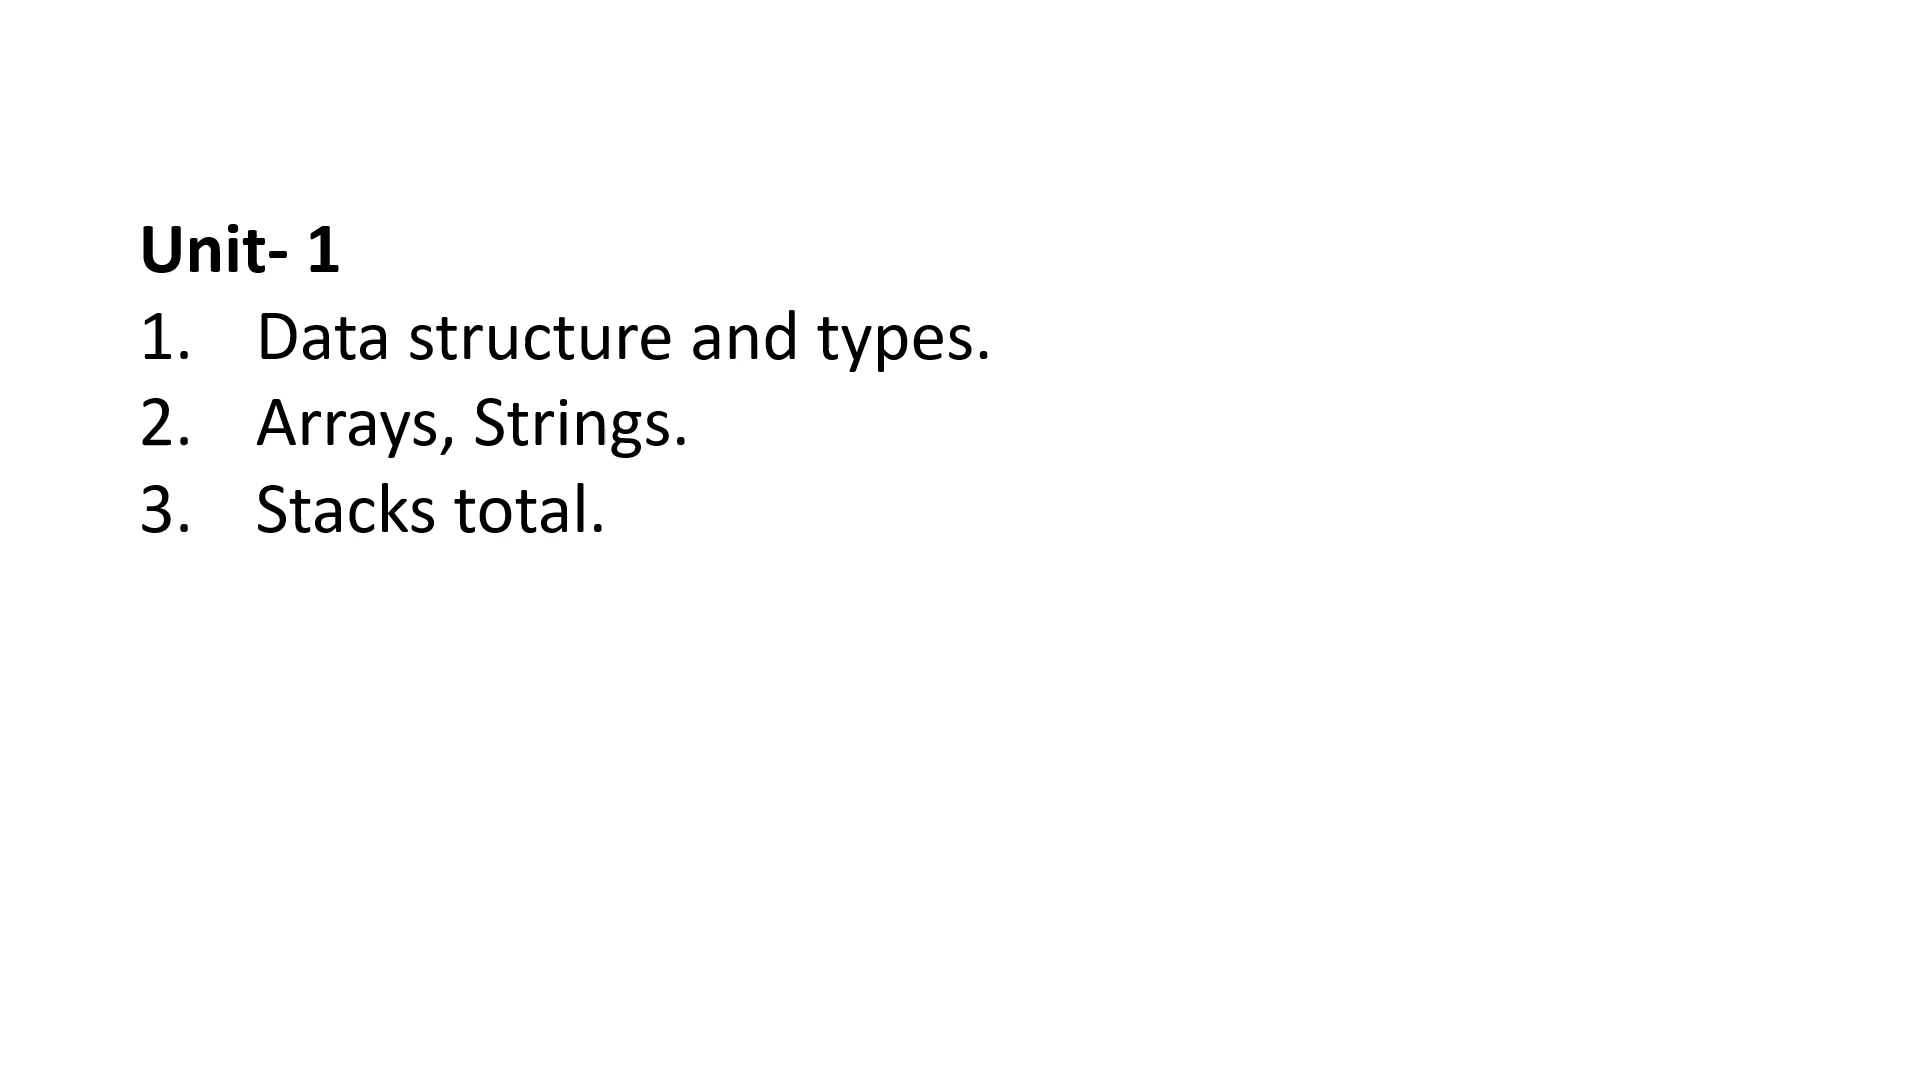 Unit- 1
1. Data structure and types.
2. Arrays, Strings.
3. Stacks total.